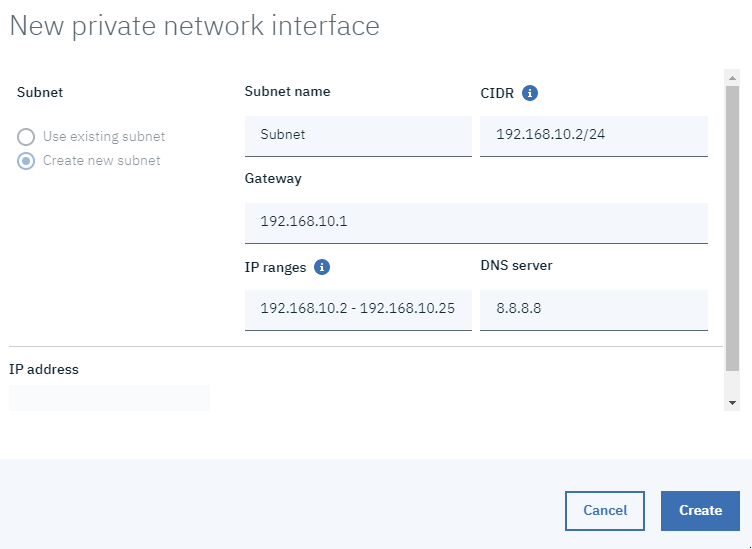 New private network interface
Subnet
Use existing subnet
Create new subnet
Subnet name
CIDR
Subnet
192.168.10.2/24
Gateway
192.168.10.1
IP ranges
DNS server
192.168.10.2 - 192.168.10.25
8.8.8.8
IP address
Cancel
Create